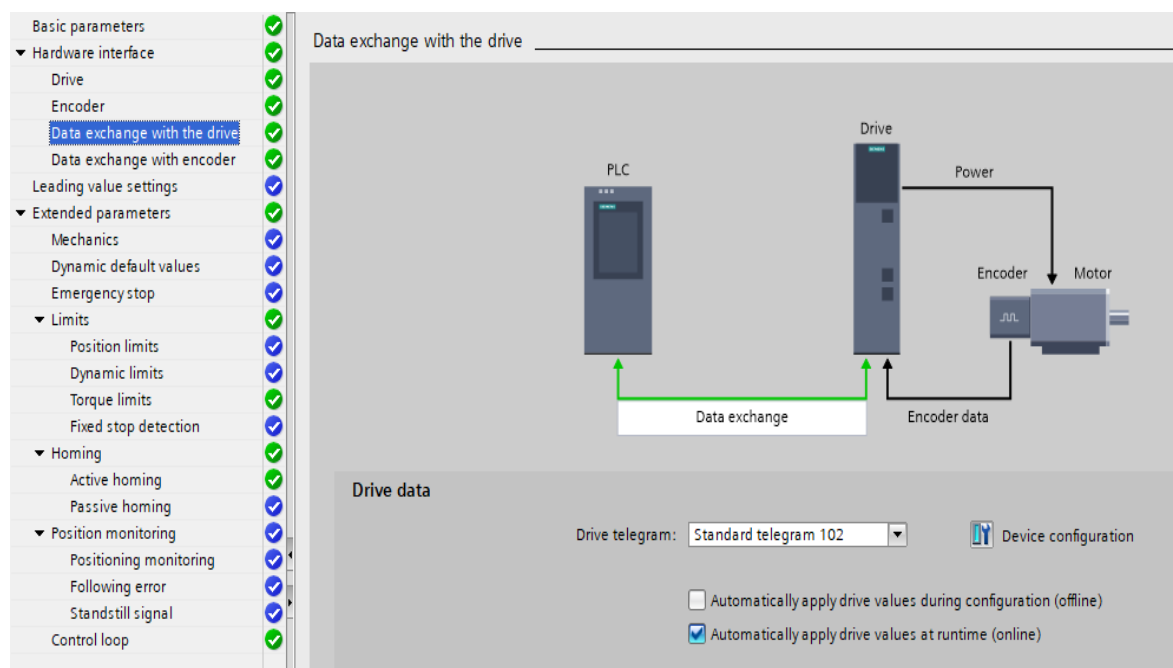 Basic parameters
Hardware interface
Drive
Encoder
Data exchange with the drive
Data exchange with encoder
Leading value settings
Extended parameters
Mechanics
Dynamic default values
Emergency stop
Limits
Position limits
Dynamic limits
Torque limits
Fixed stop detection
Homing
Active homing
Passive homing
Position monitoring
Positioning monitoring
Following error
Standstill signal
Control loop
Data exchange with the drive
Drive
PLC
Power
SIEMENS
SIEMENS
Encoder
Motor
Data exchange
Encoder data
Drive data
Drive telegram: Standard telegram 102
Device configuration
Automatically apply drive values during configuration (offline)
Automatically apply drive values at runtime (online)